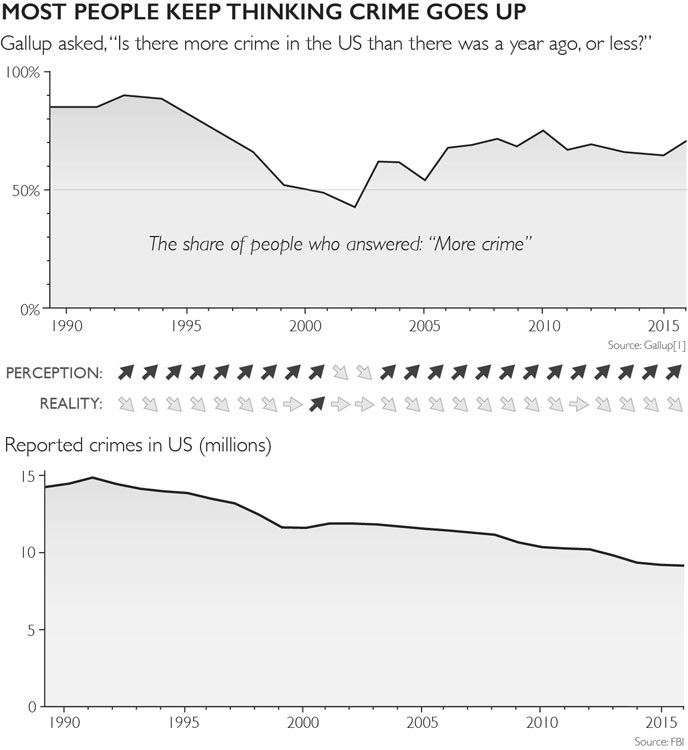 MOST PEOPLE KEEP THINKING CRIME GOES UP
Gallup asked, “Is there more crime in the US than there was a year ago, or less?”
100%
50%
The share of people who answered: “More crime”
0%
1990 1995 2000 2005 2010 2015
Source: Gallup[1]
PERCEPTION:
REALITY:
Reported crimes in US (millions)
15
10
5
0
1990 1995 2000 2005 2010 2015
Source: FBI